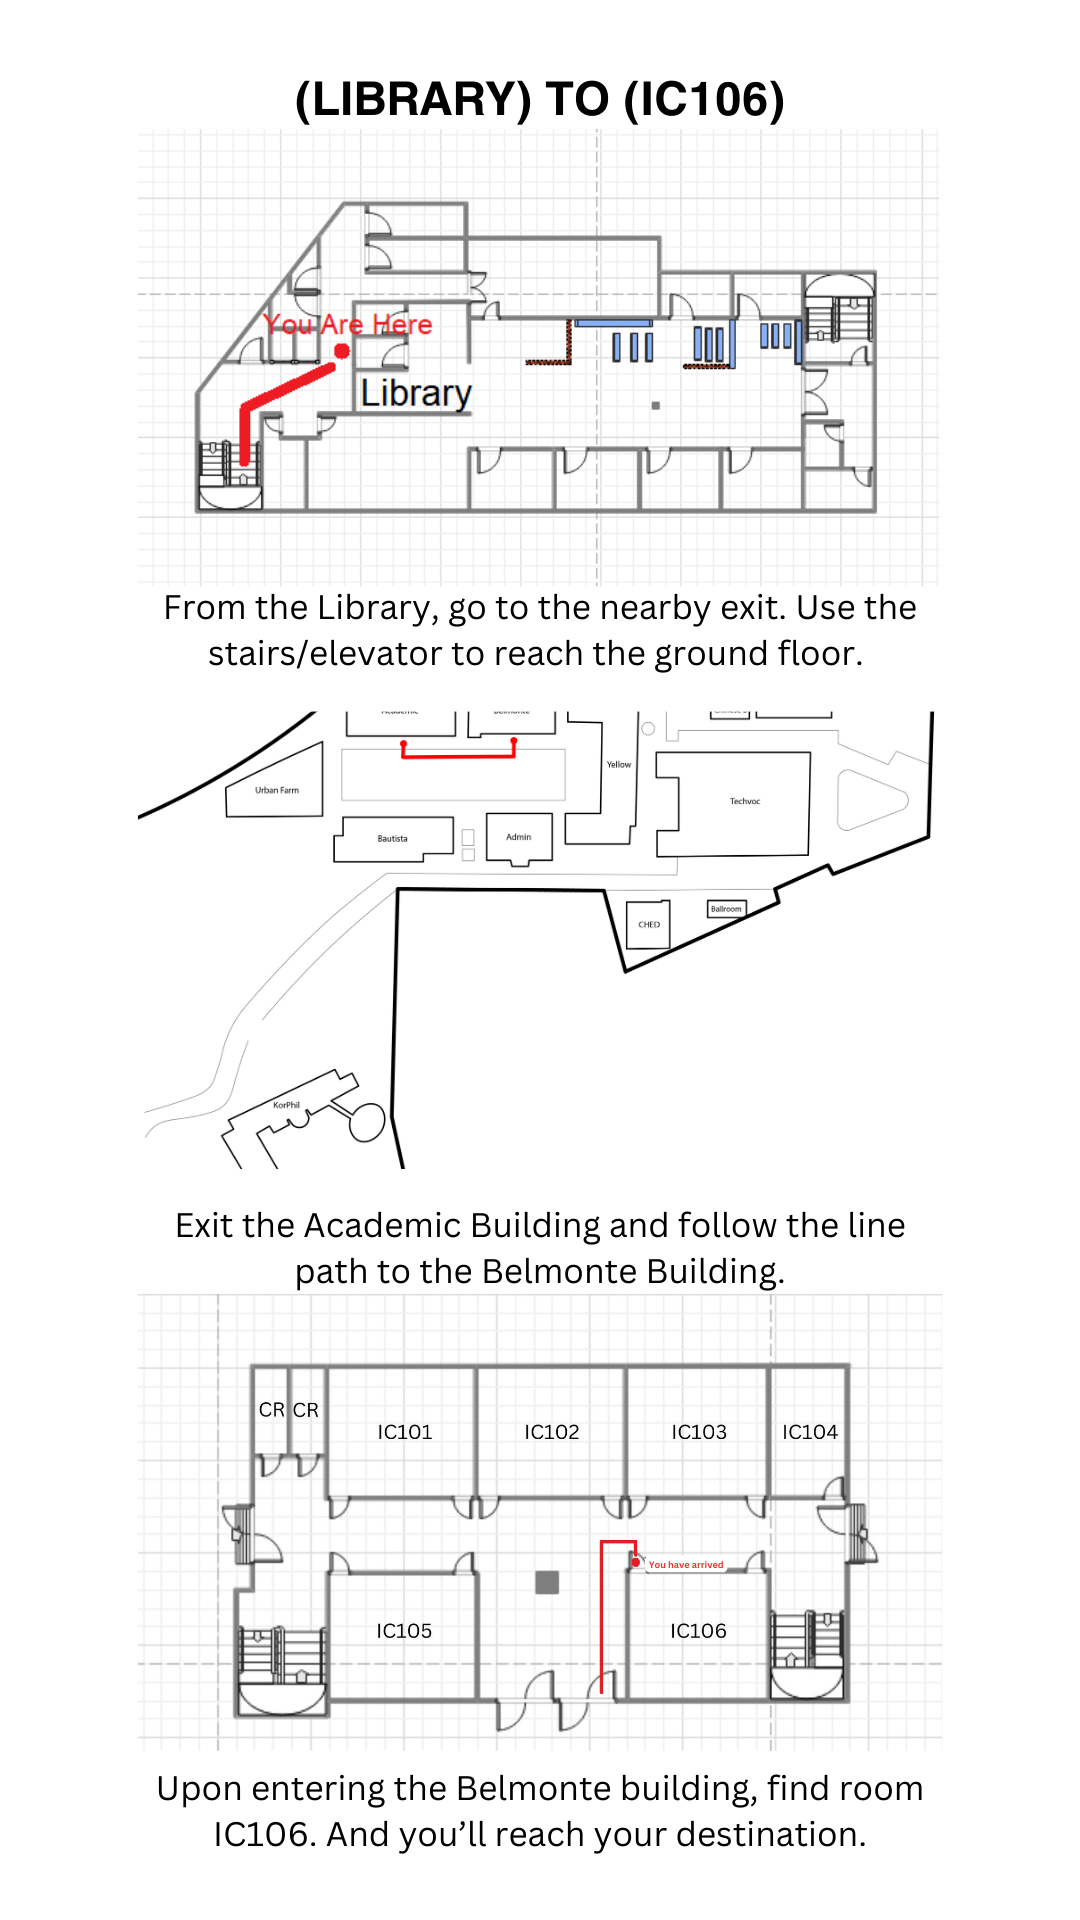 (LIBRARY) TO (IC106)
You Are Here
Library
From the Library, go to the nearby exit. Use the
stairs/elevator to reach the ground floor.
Academic
Belmonte
Yellow
Urban Farm
Techvoc
Bautista
Admin
CHED
Ballroom
KorPhil
Exit the Academic Building and follow the line
path to the Belmonte Building.
CR CR
IC101
IC102
IC103
IC104
You have arrived
IC105
IC106
Upon entering the Belmonte building, find room
IC106. And you’ll reach your destination.